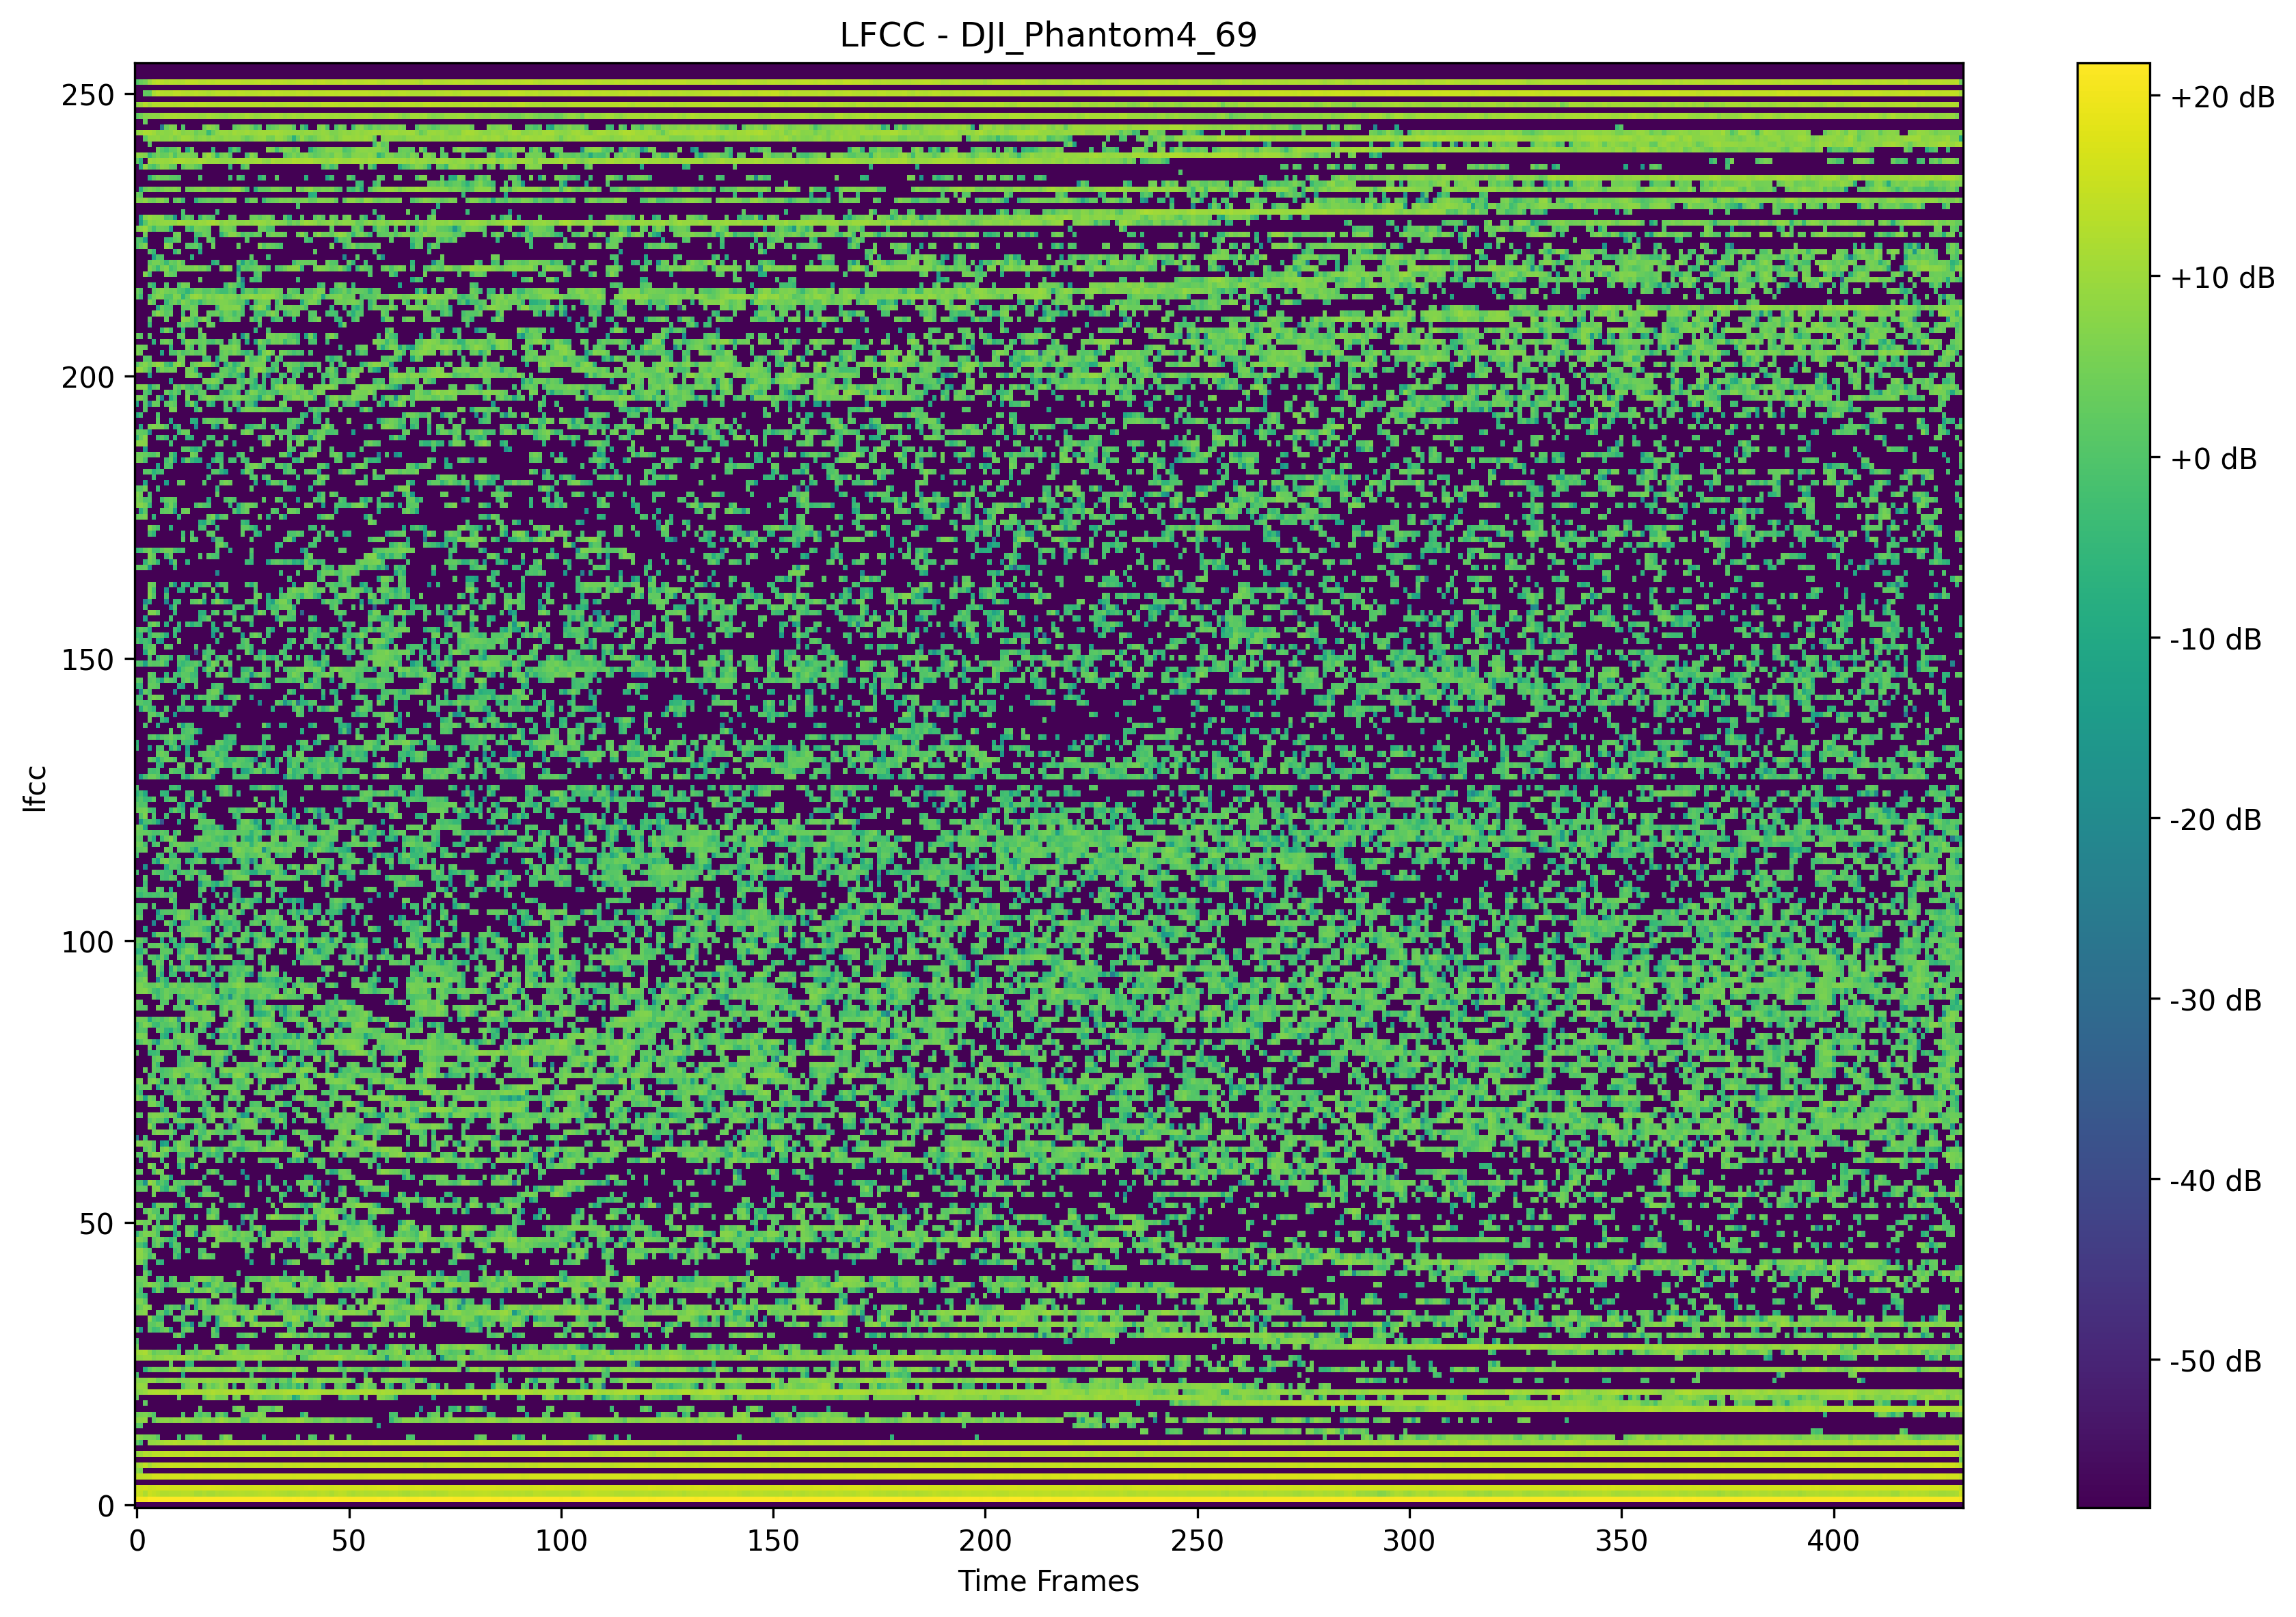 LFCC - DJI_Phantom4_69
250
200
150
100
50
0
lfcc
0 50 100 150 200 250 300 350 400
Time Frames
+20 dB
+10 dB
+0 dB
-10 dB
-20 dB
-30 dB
-40 dB
-50 dB